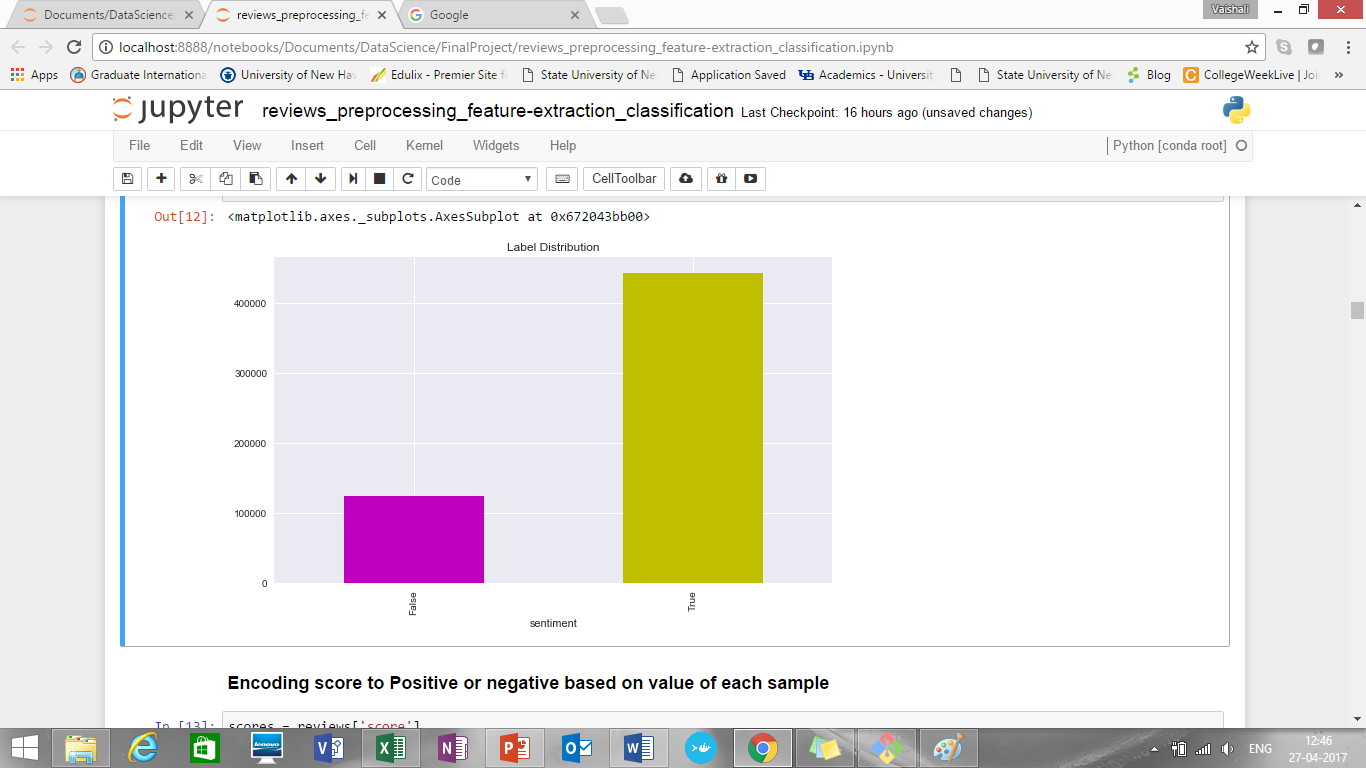 Documents/DataScience/
reviews_preprocessing_fe
Google
Vaishali
localhost:8888/notebooks/Documents/DataScience/FinalProject/reviews_preprocessing_feature-extraction_classification.ipynb
Apps Graduate Internationa University of New Hav Edulix - Premier Site f State University of Ne Application Saved Academics - Universit State University of Ne Blog CollegeWeekLive | Joi »
jupyter reviews_preprocessing_feature-extraction_classification Last Checkpoint: 16 hours ago (unsaved changes)
File Edit View Insert Cell Kernel Widgets Help Python [conda root]
Code CellToolbar
Out[12]: <matplotlib.axes._subplots.AxesSubplot at 0x672043bb00>
Label Distribution
400000
300000
200000
100000
0
False True
sentiment
Encoding score to Positive or negative based on value of each sample
In [13]: scores = reviews['score']
ENG 12:46
27-04-2017